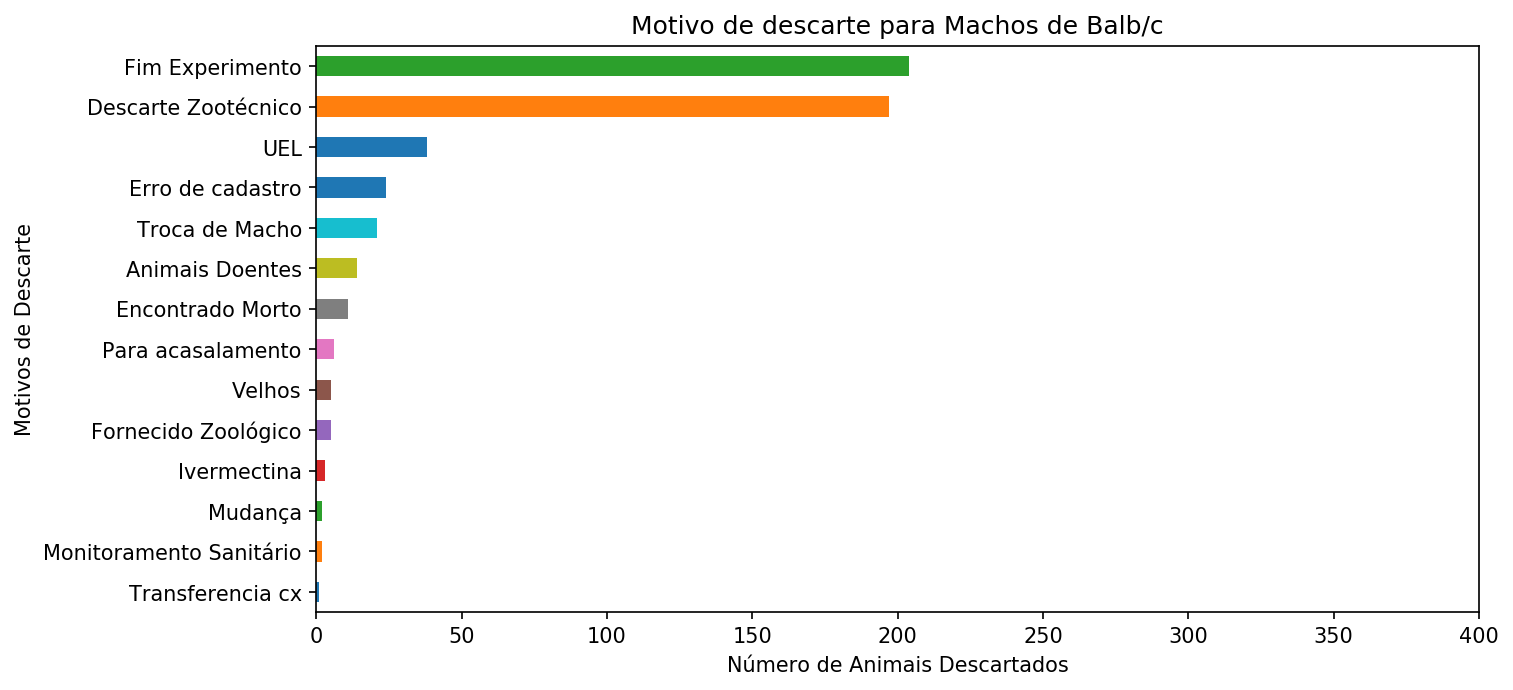 Motivo de descarte para Machos de Balb/c
Fim Experimento
Descarte Zootécnico
UEL
Erro de cadastro
Troca de Macho
Animais Doentes
Encontrado Morto
Para acasalamento
Velhos
Fornecido Zoológico
Ivermectina
Mudança
Monitoramento Sanitário
Transferencia cx
Motivos de Descarte
0 50 100 150 200 250 300 350 400
Número de Animais Descartados